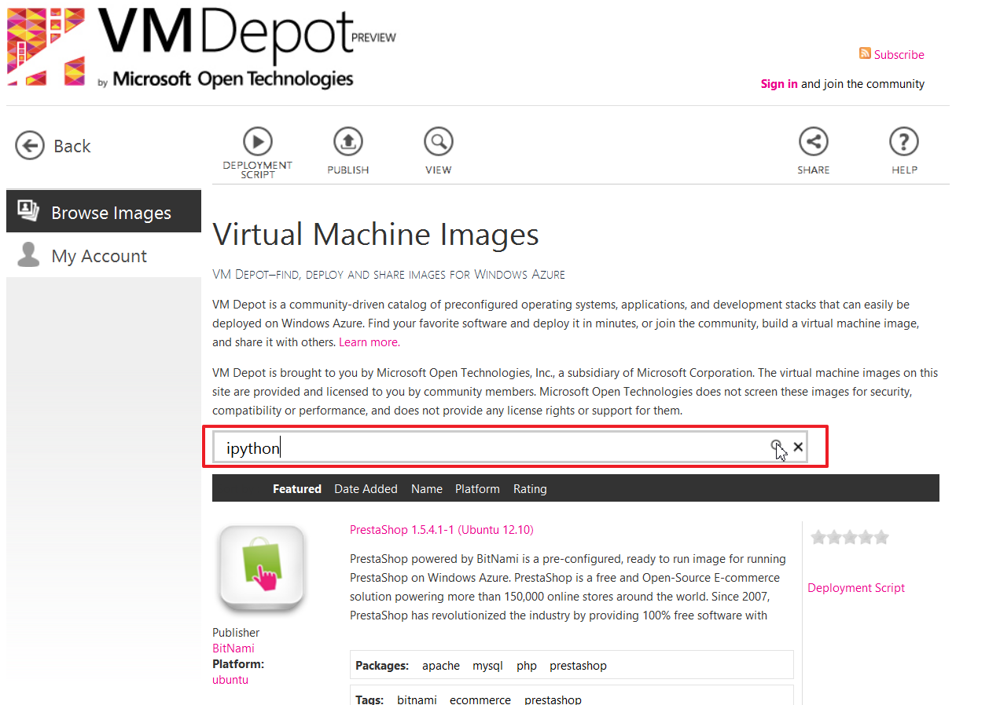 VMDepot PREVIEW
by Microsoft Open Technologies
Subscribe
Sign in and join the community
Back
DEPLOYMENT SCRIPT
PUBLISH
VIEW
SHARE
HELP
Browse Images
My Account
Virtual Machine Images
VM Depot–find, deploy and share images for Windows Azure
VM Depot is a community-driven catalog of preconfigured operating systems, applications, and development stacks that can easily be
deployed on Windows Azure. Find your favorite software and deploy it in minutes, or join the community, build a virtual machine image,
and share it with others. Learn more.
VM Depot is brought to you by Microsoft Open Technologies, Inc., a subsidiary of Microsoft Corporation. The virtual machine images on this
site are provided and licensed to you by community members. Microsoft Open Technologies does not screen these images for security,
compatibility or performance, and does not provide any license rights or support for them.
ipython
Featured Date Added Name Platform Rating
PrestaShop 1.5.4.1-1 (Ubuntu 12.10)
PrestaShop powered by BitNami is a pre-configured, ready to run image for running
PrestaShop on Windows Azure. PrestaShop is a free and Open-Source E-commerce
solution powering more than 150,000 online stores around the world. Since 2007,
PrestaShop has revolutionized the industry by providing 100% free software with
Deployment Script
Publisher
BitNami
Platform:
ubuntu
Packages: apache mysql php prestashop
Tags: bitnami ecommerce prestashop